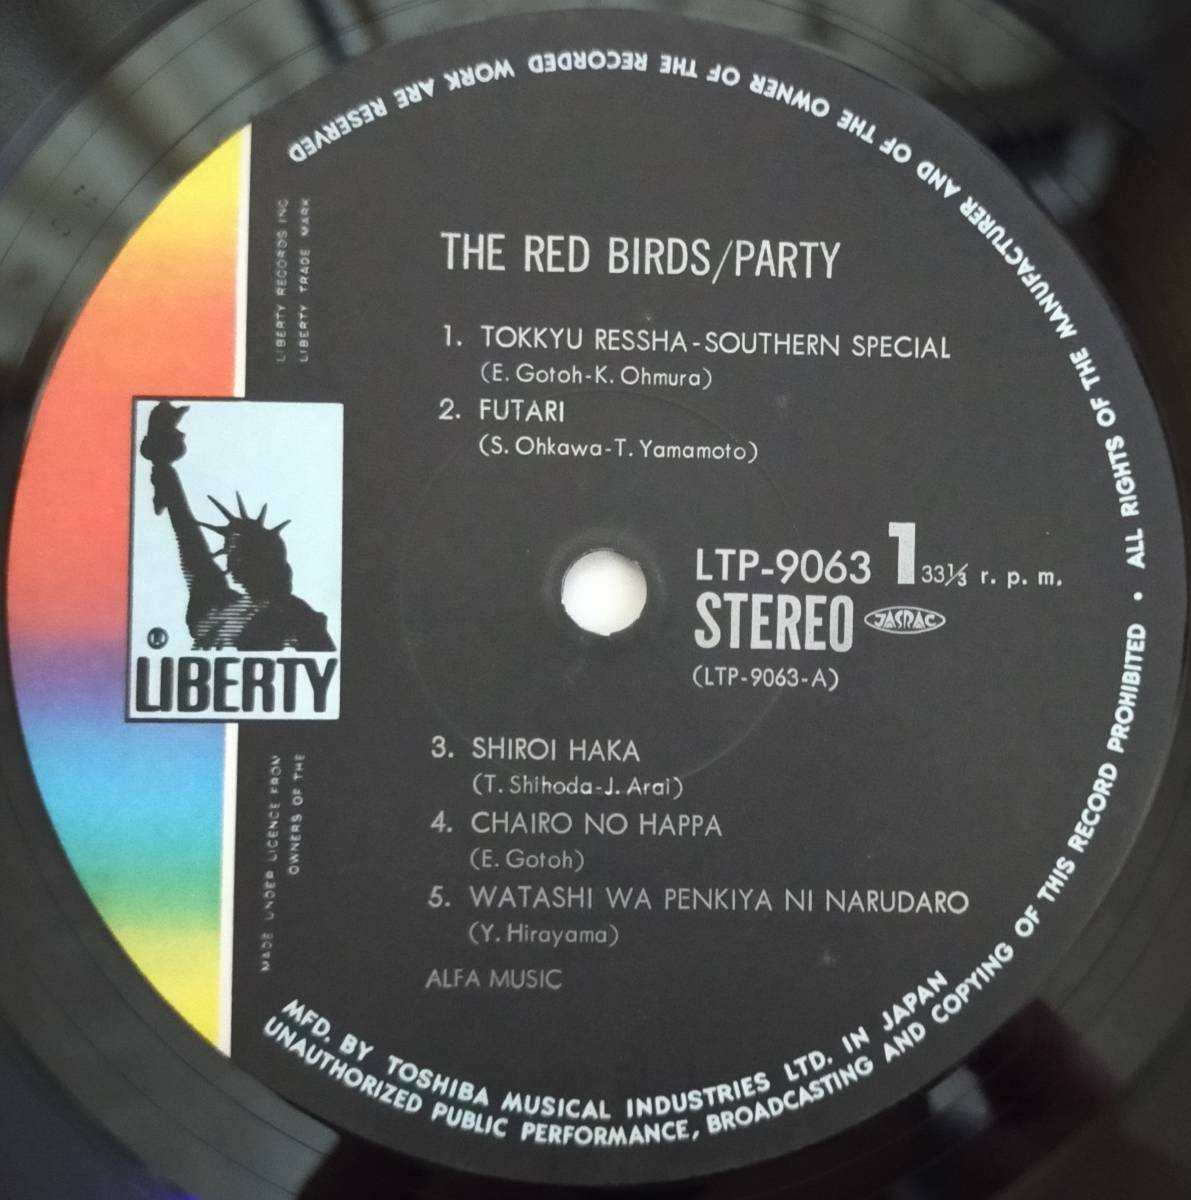 THE RED BIRDS/PARTY
1. TOKKYU RESSHA-SOUTHERN SPECIAL
(E. Gotoh-K. Ohmura)
2. FUTARI
(S. Ohkawa-T. Yamamoto)
LTP-9063 1 33⅓ r. p. m.
STEREO JASRAC
(LTP-9063-A)
3. SHIROI HAKA
(T. Shihoda-J. Arai)
4. CHAIRO NO HAPPA
(E. Gotoh)
5. WATASHI WA PENKIYA NI NARUDARO
(Y. Hirayama)
ALFA MUSIC
LIBERTY RECORDS INC.
LIBERTY TRADE MARK
®
LIBERTY
MADE UNDER LICENCE FROM
OWNERS OF THE
MFD. BY TOSHIBA MUSICAL INDUSTRIES LTD. IN JAPAN
UNAUTHORIZED PUBLIC PERFORMANCE, BROADCASTING AND COPYING OF THIS RECORD PROHIBITED • ALL RIGHTS OF THE MANUFACTURER AND OF THE OWNER OF THE RECORDED WORK ARE RESERVED